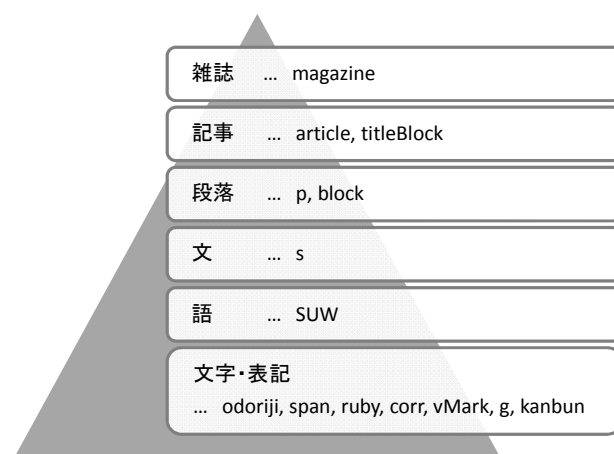 雑誌 … magazine
記事 … article, titleBlock
段落 … p, block
文 … s
語 … SUW
文字・表記
… odoriji, span, ruby, corr, vMark, g, kanbun